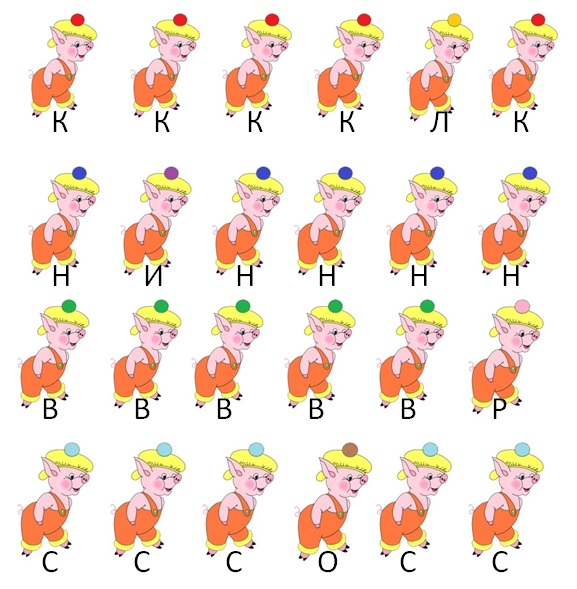 К К К К Л К
Н И Н Н Н Н
В В В В В Р
С С С О С С